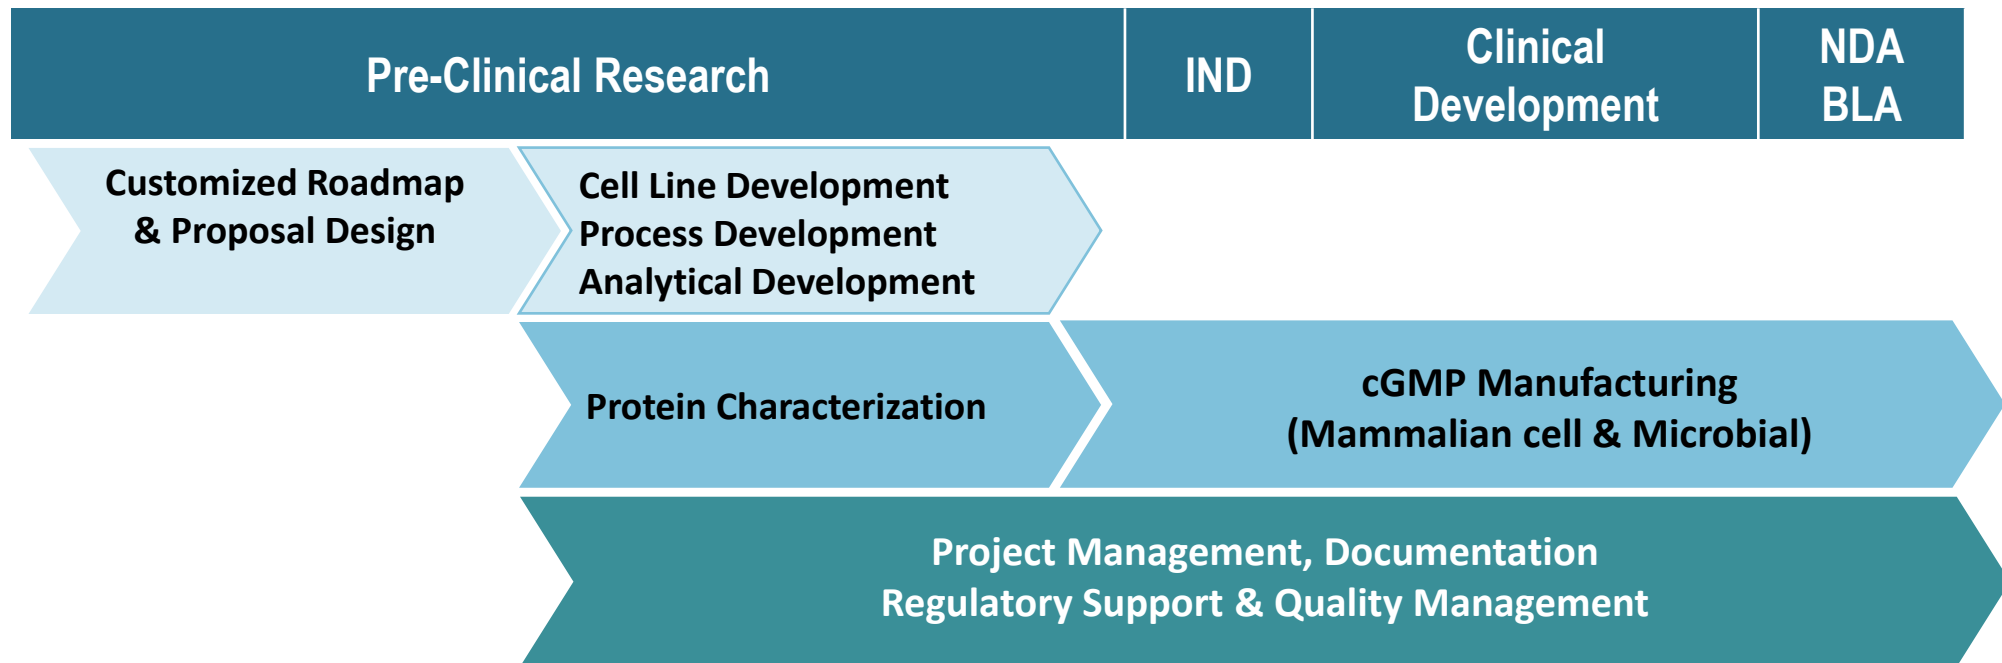 Pre-Clinical Research
IND
Clinical
Development
NDA
BLA
Customized Roadmap
& Proposal Design
Cell Line Development
Process Development
Analytical Development
Protein Characterization
cGMP Manufacturing
(Mammalian cell & Microbial)
Project Management, Documentation
Regulatory Support & Quality Management